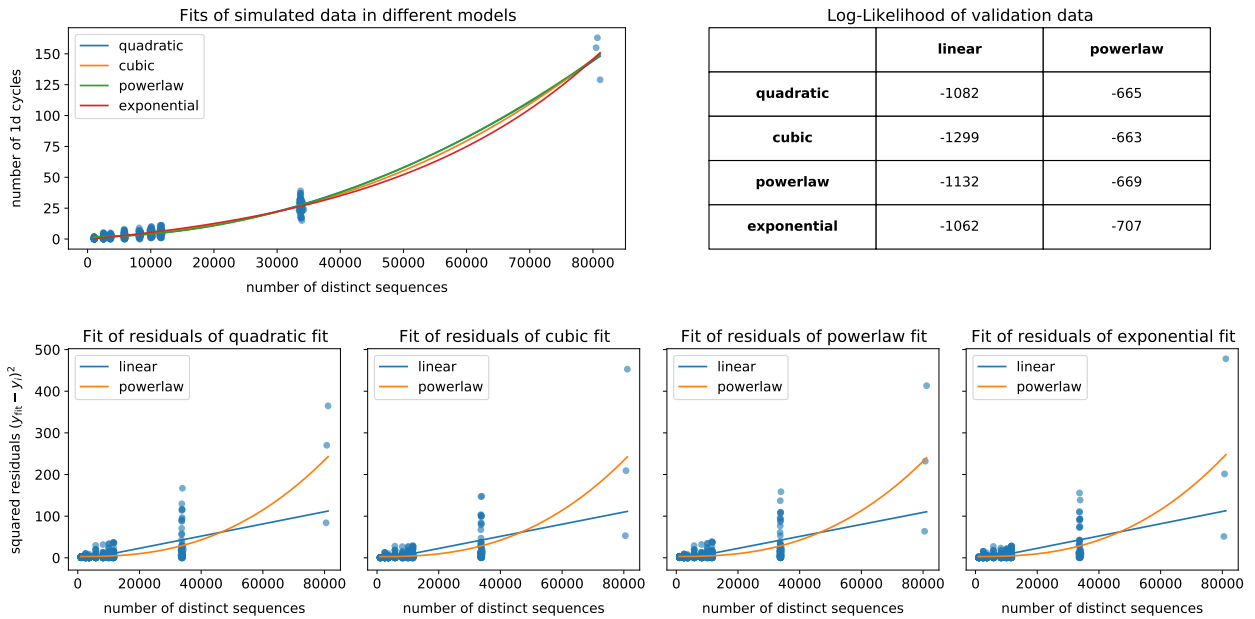 Fits of simulated data in different models
quadratic
cubic
powerlaw
exponential
number of 1d cycles
150
125
100
75
50
25
0
0 10000 20000 30000 40000 50000 60000 70000 80000
number of distinct sequences
Log-Likelihood of validation data
linear powerlaw
quadratic -1082 -665
cubic -1299 -663
powerlaw -1132 -669
exponential -1062 -707
Fit of residuals of quadratic fit
linear
powerlaw
squared residuals (y_fit − y_i)²
500
400
300
200
100
0
0 20000 40000 60000 80000
number of distinct sequences
Fit of residuals of cubic fit
linear
powerlaw
0 20000 40000 60000 80000
number of distinct sequences
Fit of residuals of powerlaw fit
linear
powerlaw
0 20000 40000 60000 80000
number of distinct sequences
Fit of residuals of exponential fit
linear
powerlaw
0 20000 40000 60000 80000
number of distinct sequences